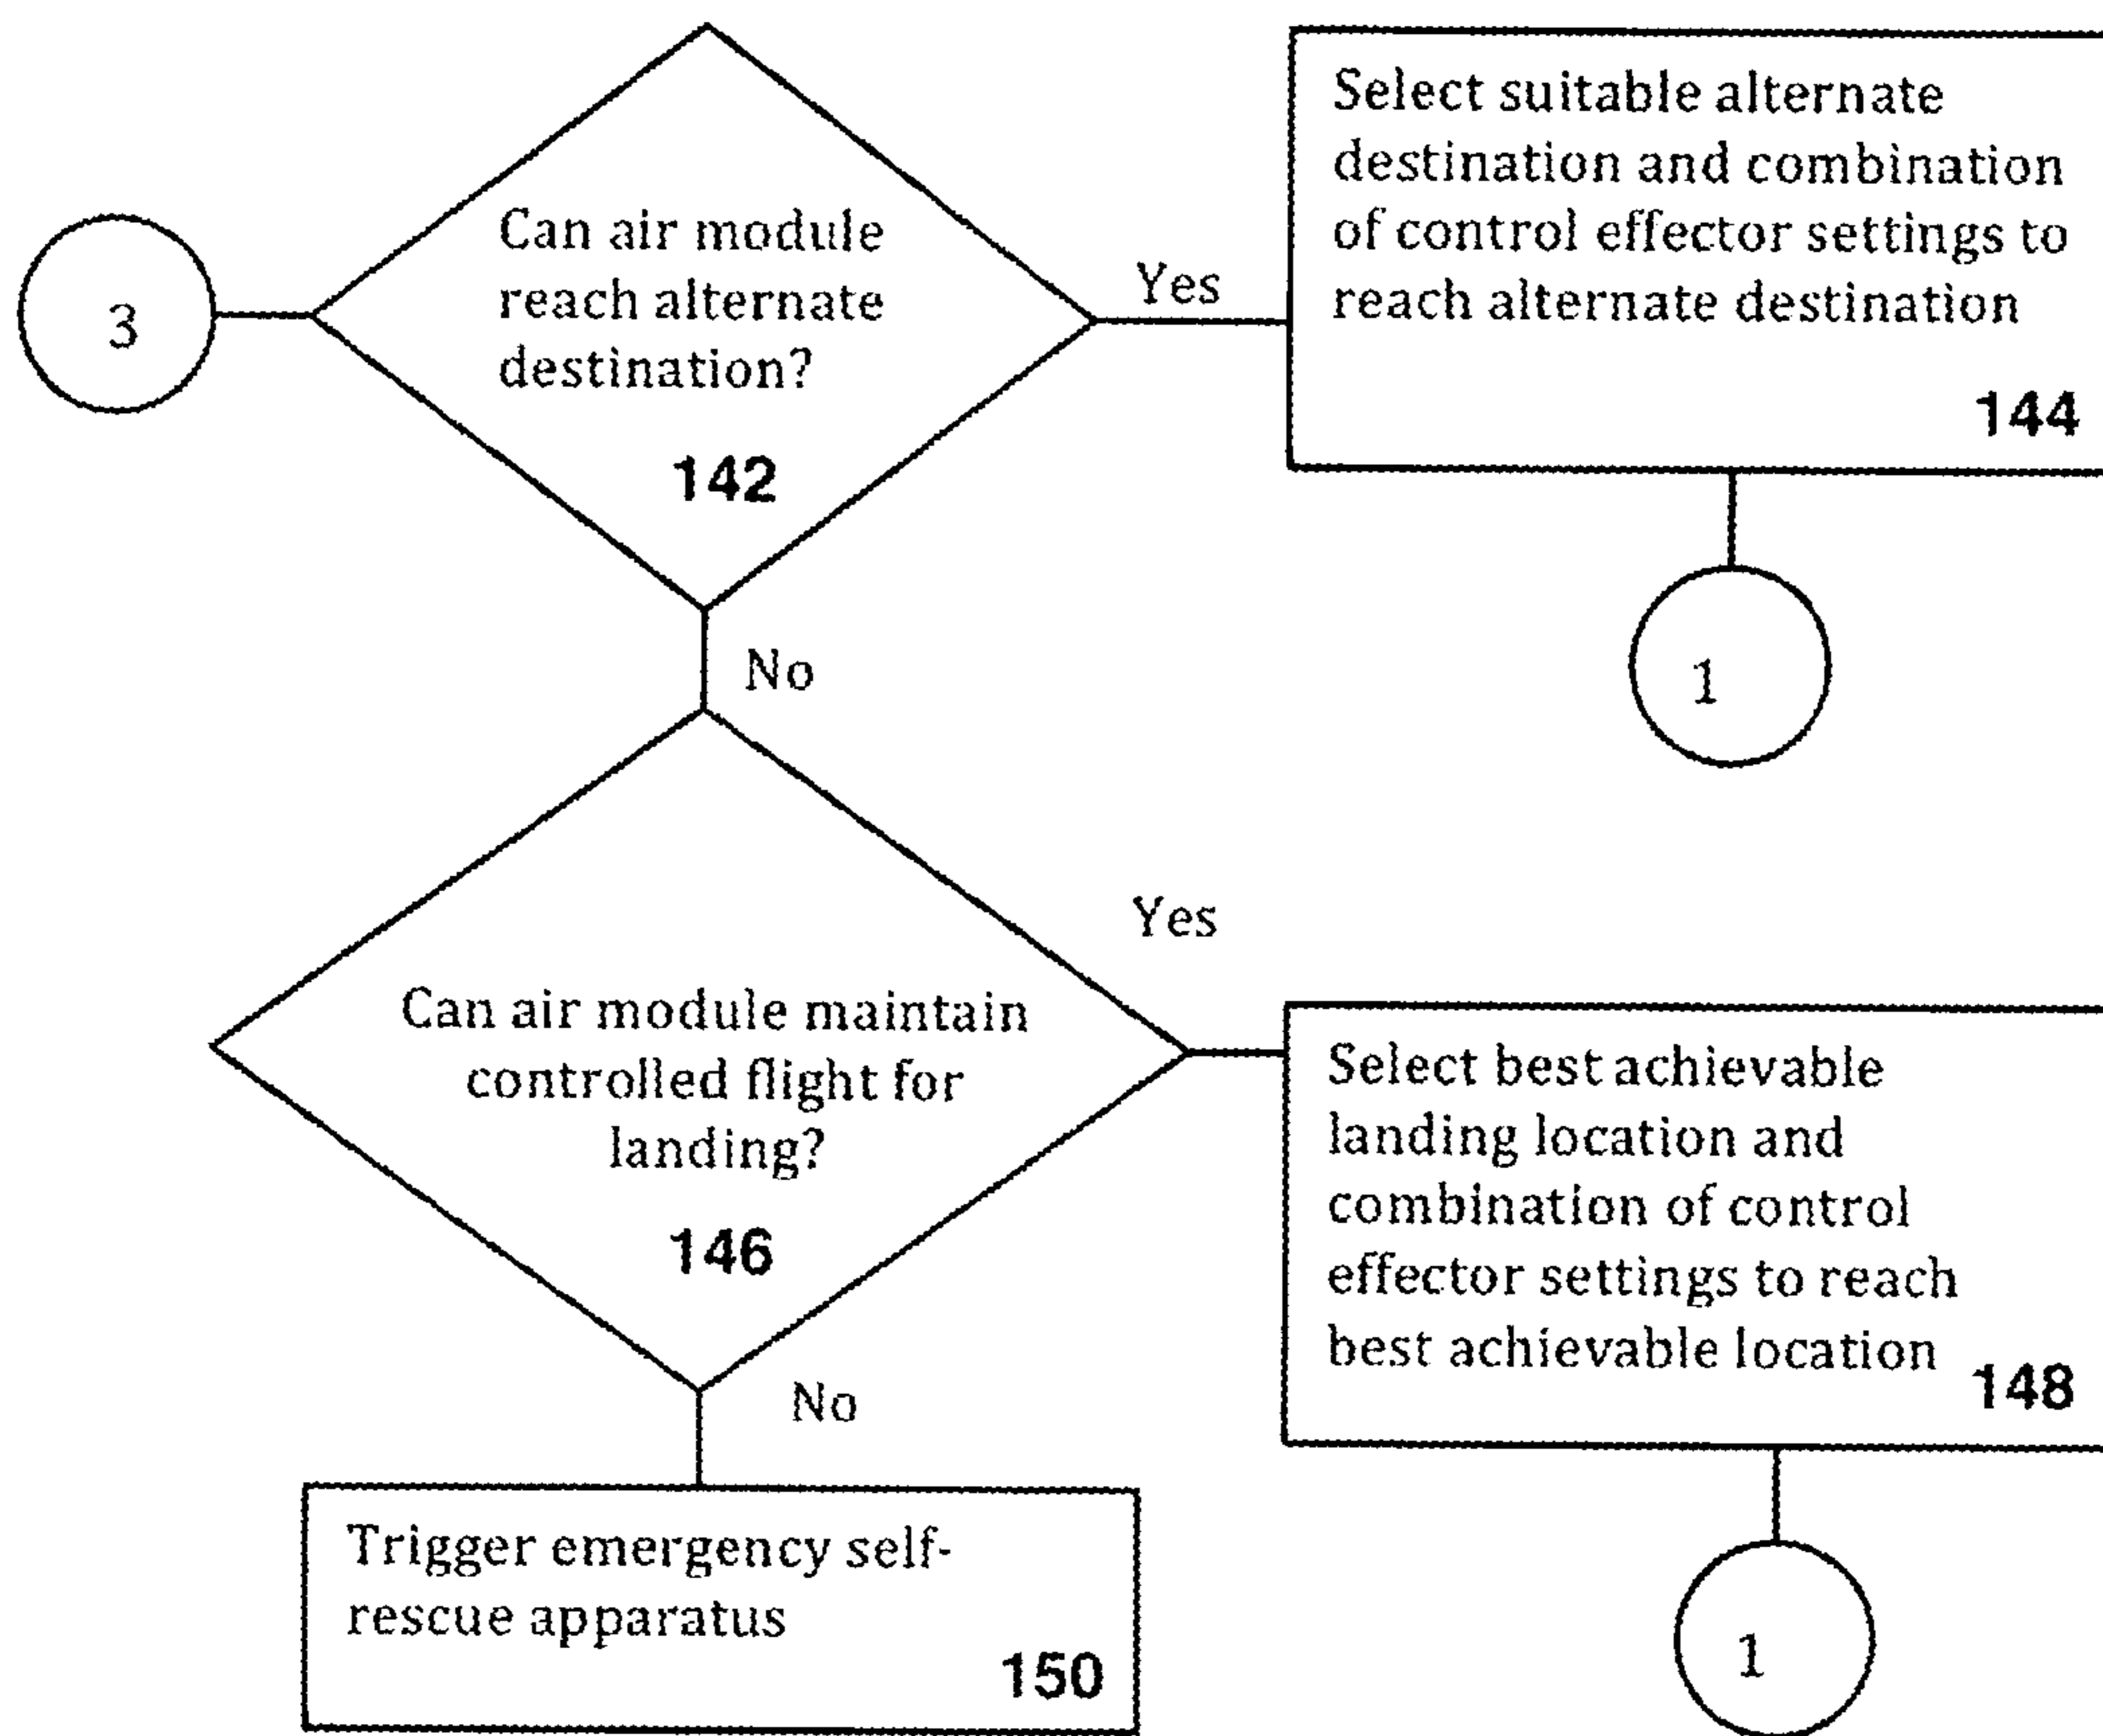 3
Can air module
reach alternate
destination?
142
Yes
Select suitable alternate
destination and combination
of control effector settings to
reach alternate destination
144
1
No
Can air module maintain
controlled flight for
landing?
146
Yes
Select best achievable
landing location and
combination of control
effector settings to reach
best achievable location
148
1
No
Trigger emergency self-
rescue apparatus
150